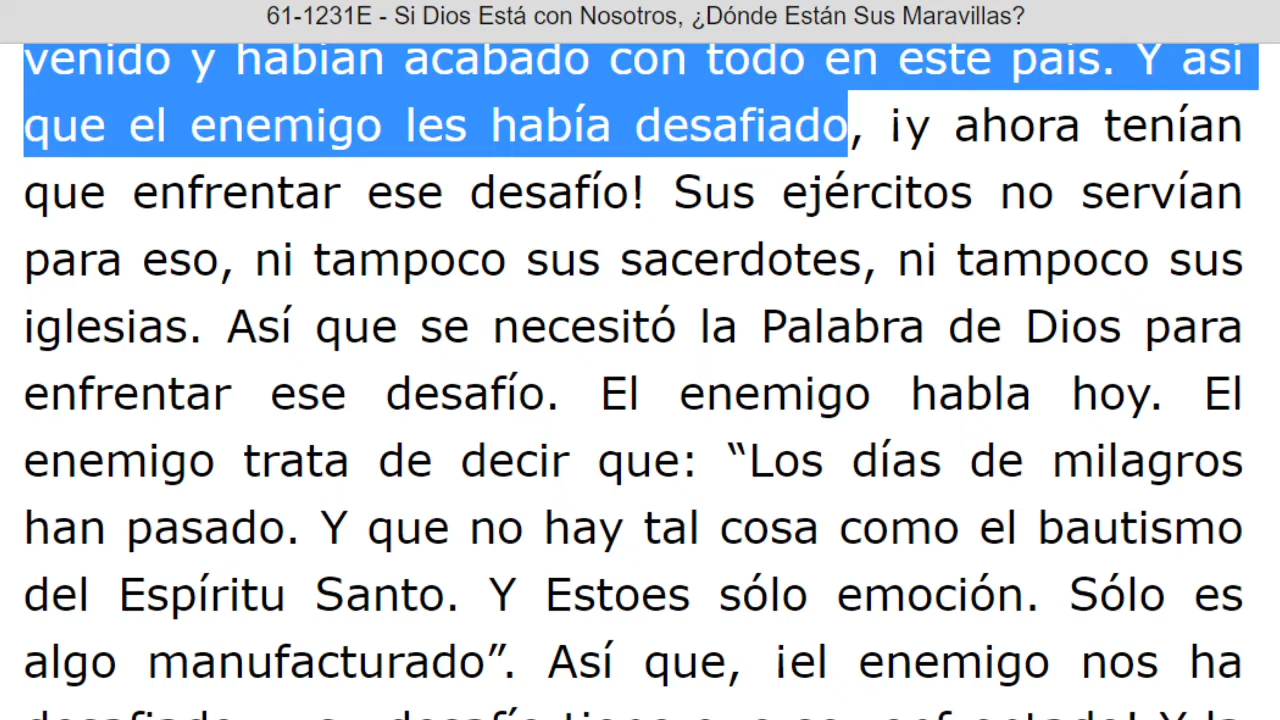 61-1231E - Si Dios Está con Nosotros, ¿Dónde Están Sus Maravillas?
venido y habían acabado con todo en este país. Y así
que el enemigo les había desafiado, ¡y ahora tenían
que enfrentar ese desafío! Sus ejércitos no servían
para eso, ni tampoco sus sacerdotes, ni tampoco sus
iglesias. Así que se necesitó la Palabra de Dios para
enfrentar ese desafío. El enemigo habla hoy. El
enemigo trata de decir que: “Los días de milagros
han pasado. Y que no hay tal cosa como el bautismo
del Espíritu Santo. Y Estoes sólo emoción. Sólo es
algo manufacturado”. Así que, ¡el enemigo nos ha